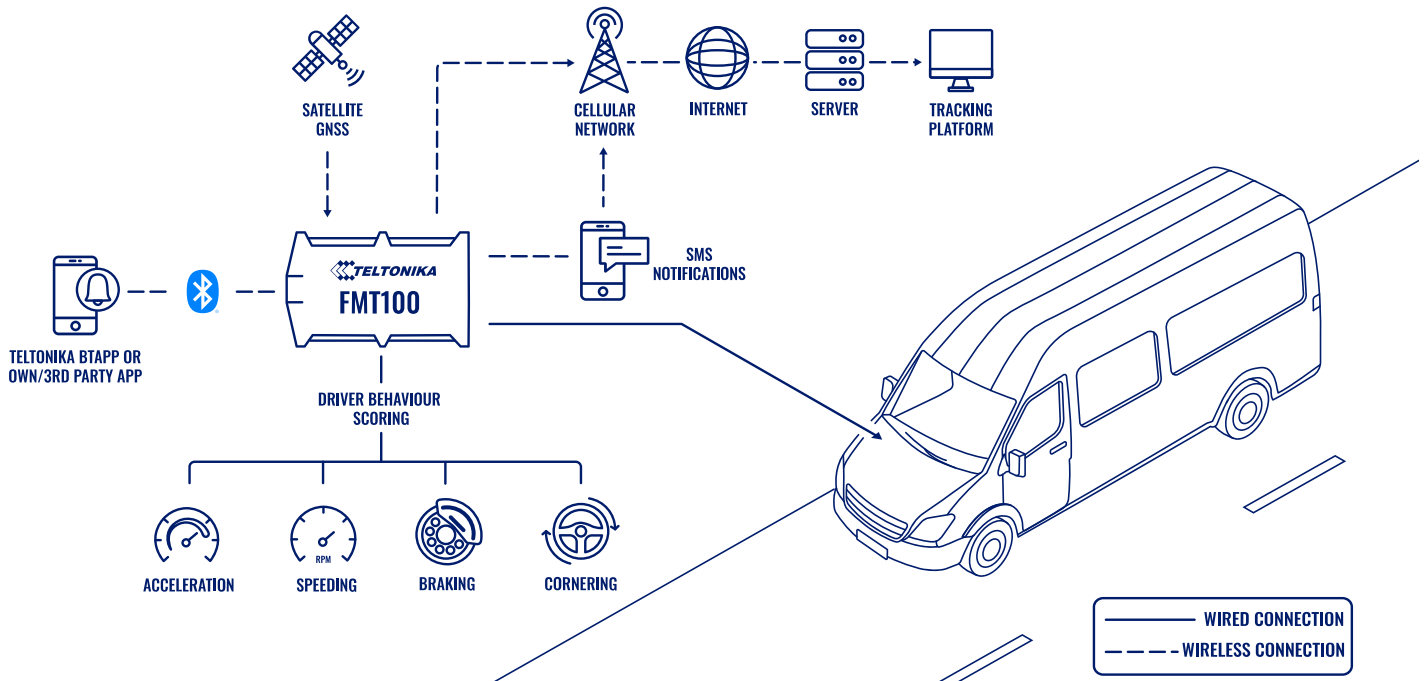 SATELLITE
GNSS
CELLULAR
NETWORK
INTERNET
SERVER
TRACKING
PLATFORM
TELTONIKA
FMT100
SMS
NOTIFICATIONS
TELTONIKA BTAPP OR
OWN/3RD PARTY APP
DRIVER BEHAVIOUR
SCORING
RPM
ACCELERATION
SPEEDING
BRAKING
CORNERING
WIRED CONNECTION
WIRELESS CONNECTION